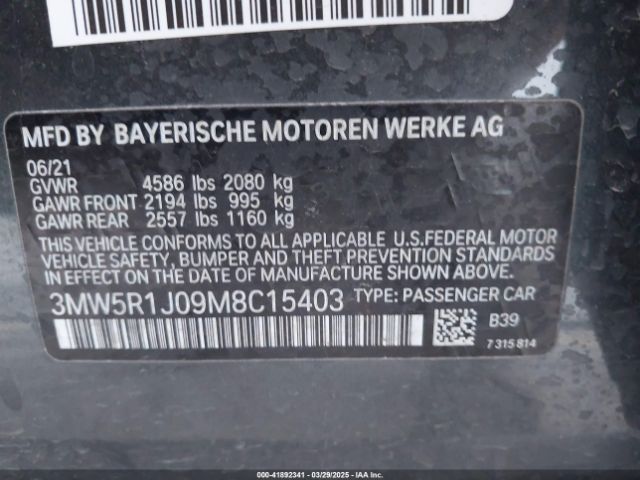 MFD BY BAYERISCHE MOTOREN WERKE AG
06/21
GVWR 4586 lbs 2080 kg
GAWR FRONT 2194 lbs 995 kg
GAWR REAR 2557 lbs 1160 kg
THIS VEHICLE CONFORMS TO ALL APPLICABLE U.S.FEDERAL MOTOR
VEHICLE SAFETY, BUMPER AND THEFT PREVENTION STANDARDS
IN EFFECT ON THE DATE OF MANUFACTURE SHOWN ABOVE.
3MW5R1J09M8C15403 TYPE: PASSENGER CAR
B39
7 315 814
000-41892341 - 03/29/2025 - IAA Inc.